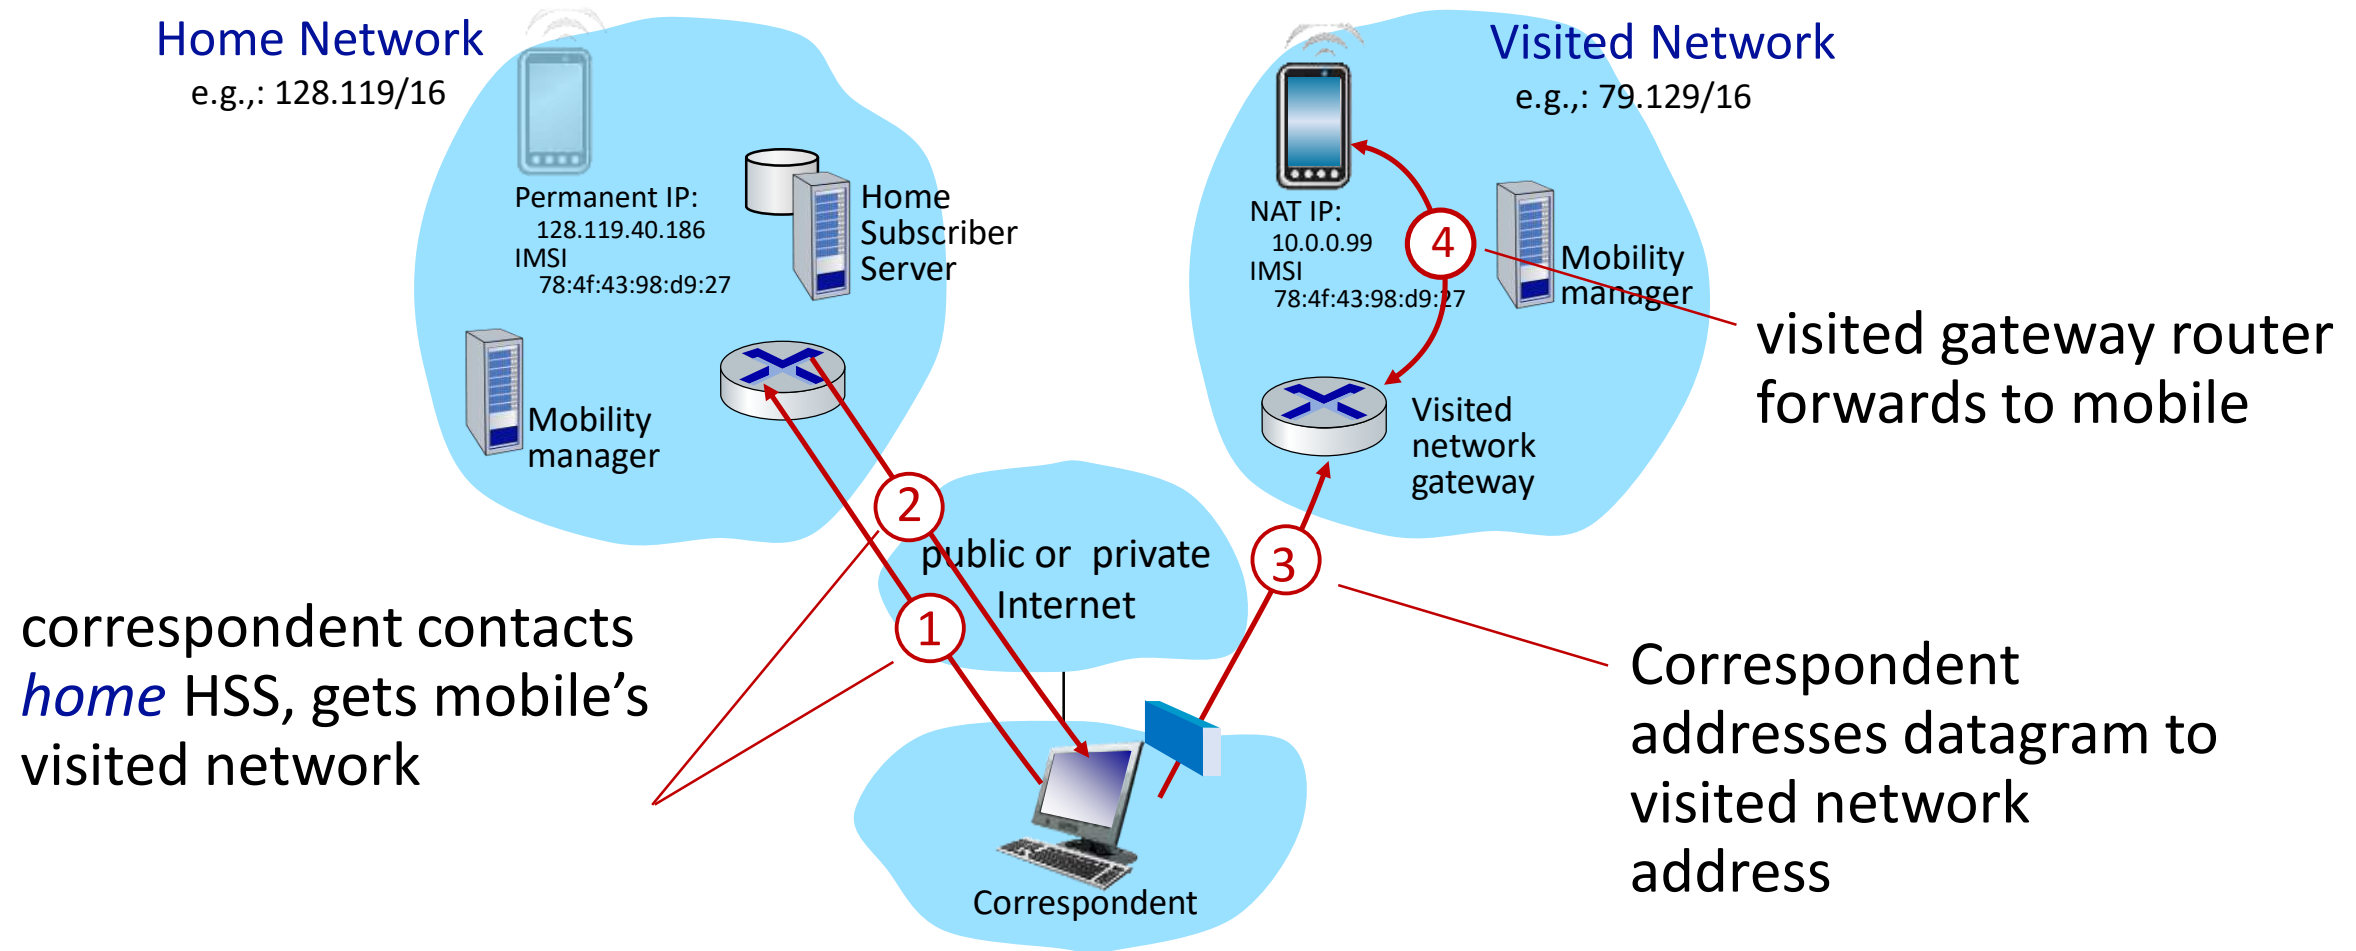 Home Network
e.g.,: 128.119/16
Visited Network
e.g.,: 79.129/16
Permanent IP:
128.119.40.186
IMSI
78:4f:43:98:d9:27
Home
Subscriber
Server
NAT IP:
10.0.0.99
IMSI
78:4f:43:98:d9:27
4
Mobility
manager
visited gateway router
forwards to mobile
Mobility
manager
Visited
network
gateway
2
public or private
Internet
3
1
correspondent contacts
home HSS, gets mobile’s
visited network
Correspondent
addresses datagram to
visited network
address
Correspondent